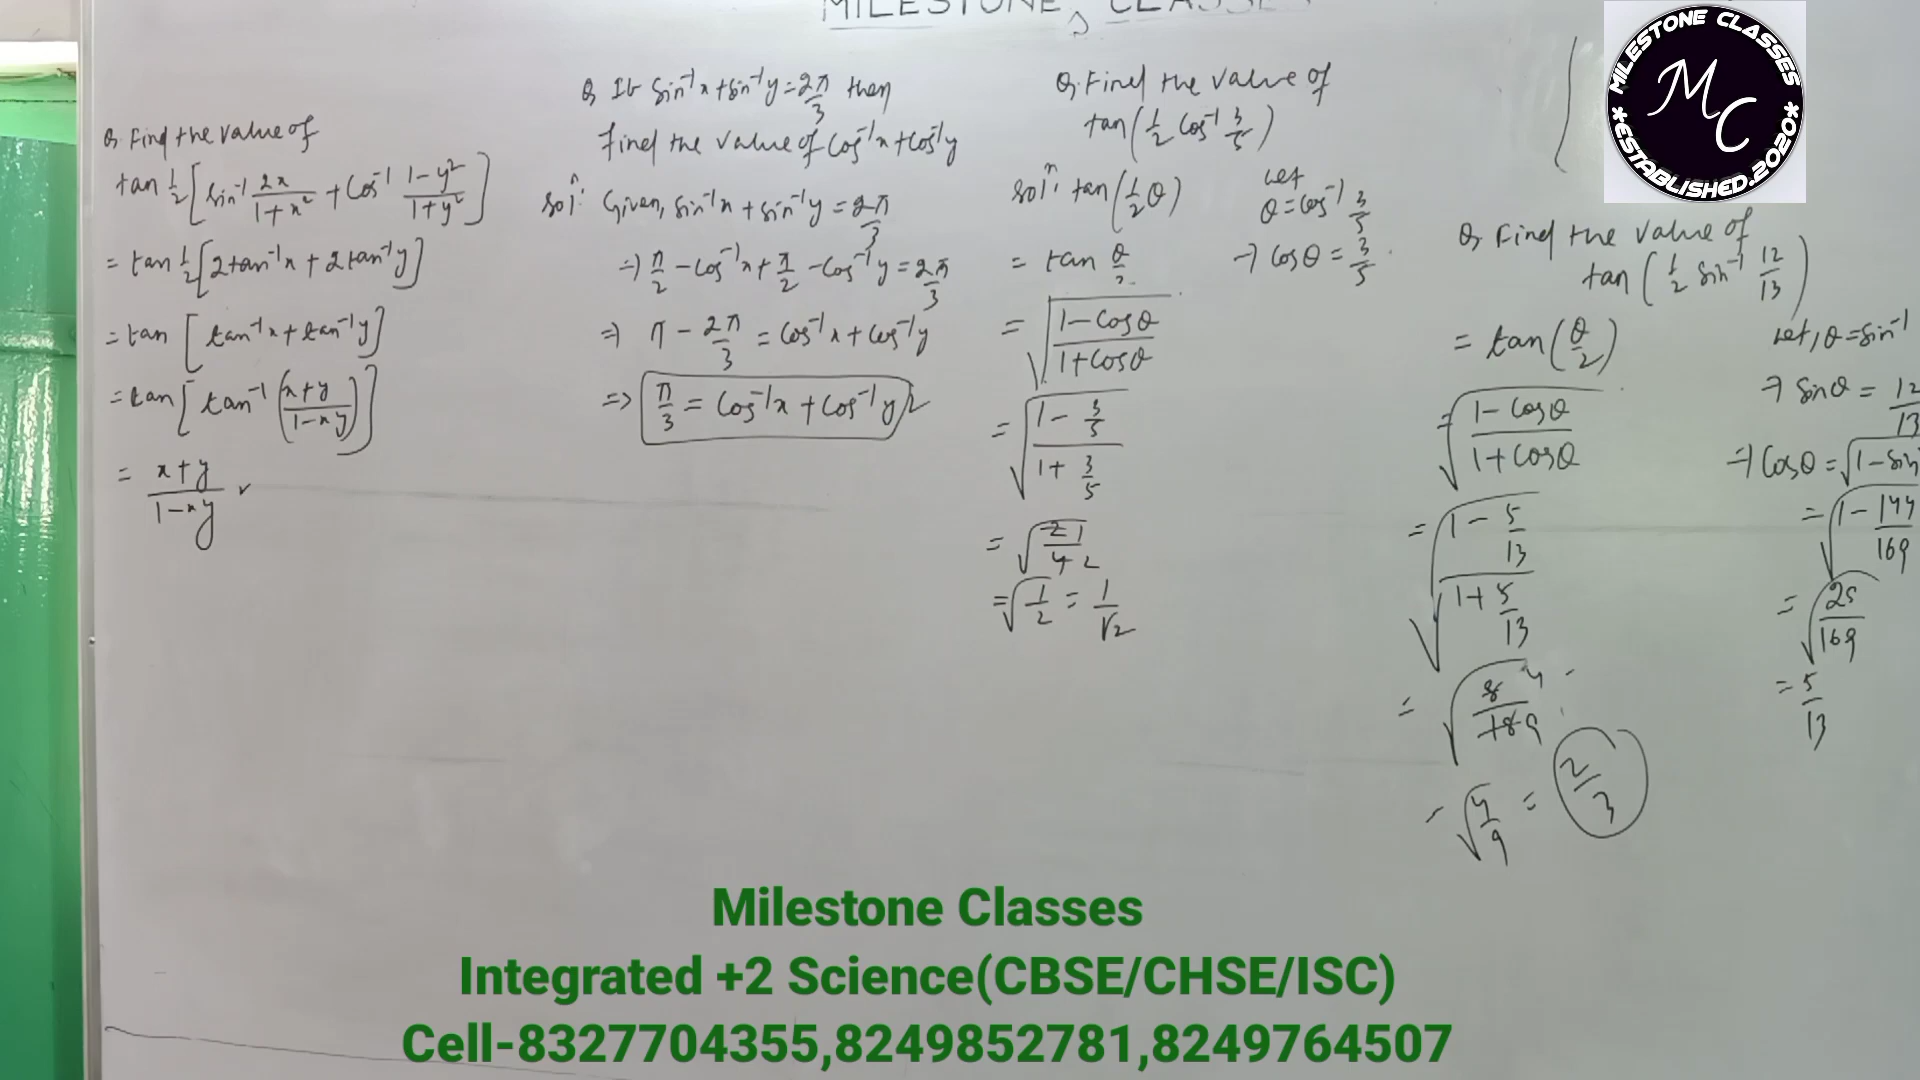 MILESTONE CLASSES
Q. Find the value of
tan 1/2 [sin⁻¹ 2x/(1+x²) + cos⁻¹ (1-y²)/(1+y²)]
= tan 1/2 [2tan⁻¹x + 2tan⁻¹y]
= tan [tan⁻¹x + tan⁻¹y]
= tan [tan⁻¹ ((x+y)/(1-xy))]
= (x+y)/(1-xy)
Q If sin⁻¹x + sin⁻¹y = 2π/3 then
find the value of cos⁻¹x + cos⁻¹y
Solⁿ: Given, sin⁻¹x + sin⁻¹y = 2π/3
⇒ π/2 - cos⁻¹x + π/2 - cos⁻¹y = 2π/3
⇒ π - 2π/3 = cos⁻¹x + cos⁻¹y
⇒ π/3 = cos⁻¹x + cos⁻¹y
Q. Find the value of
tan (1/2 cos⁻¹ 3/5)
Solⁿ: tan (1/2 θ)
Let
θ = cos⁻¹ 3/5
⇒ cosθ = 3/5
= tan θ/2
= √((1-cosθ)/(1+cosθ))
= √((1 - 3/5)/(1 + 3/5))
= √(21/42)
= √(1/2) = 1/√2
Q. Find the value of
tan (1/2 sin⁻¹ 12/13)
= tan (θ/2)
= √((1-cosθ)/(1+cosθ))
= √((1 - 5/13)/(1 + 5/13))
= √(8 4/18 9)
= √(4/9) = 2/3
Let, θ = sin⁻¹
⇒ sinθ = 12/13
⇒ cosθ = √(1-sin
= √(1 - 144/169)
= √(25/169)
= 5/13
MILESTONE CLASSES
MC
*ESTABLISHED.2020*
Milestone Classes
Integrated +2 Science(CBSE/CHSE/ISC)
Cell-8327704355,8249852781,8249764507